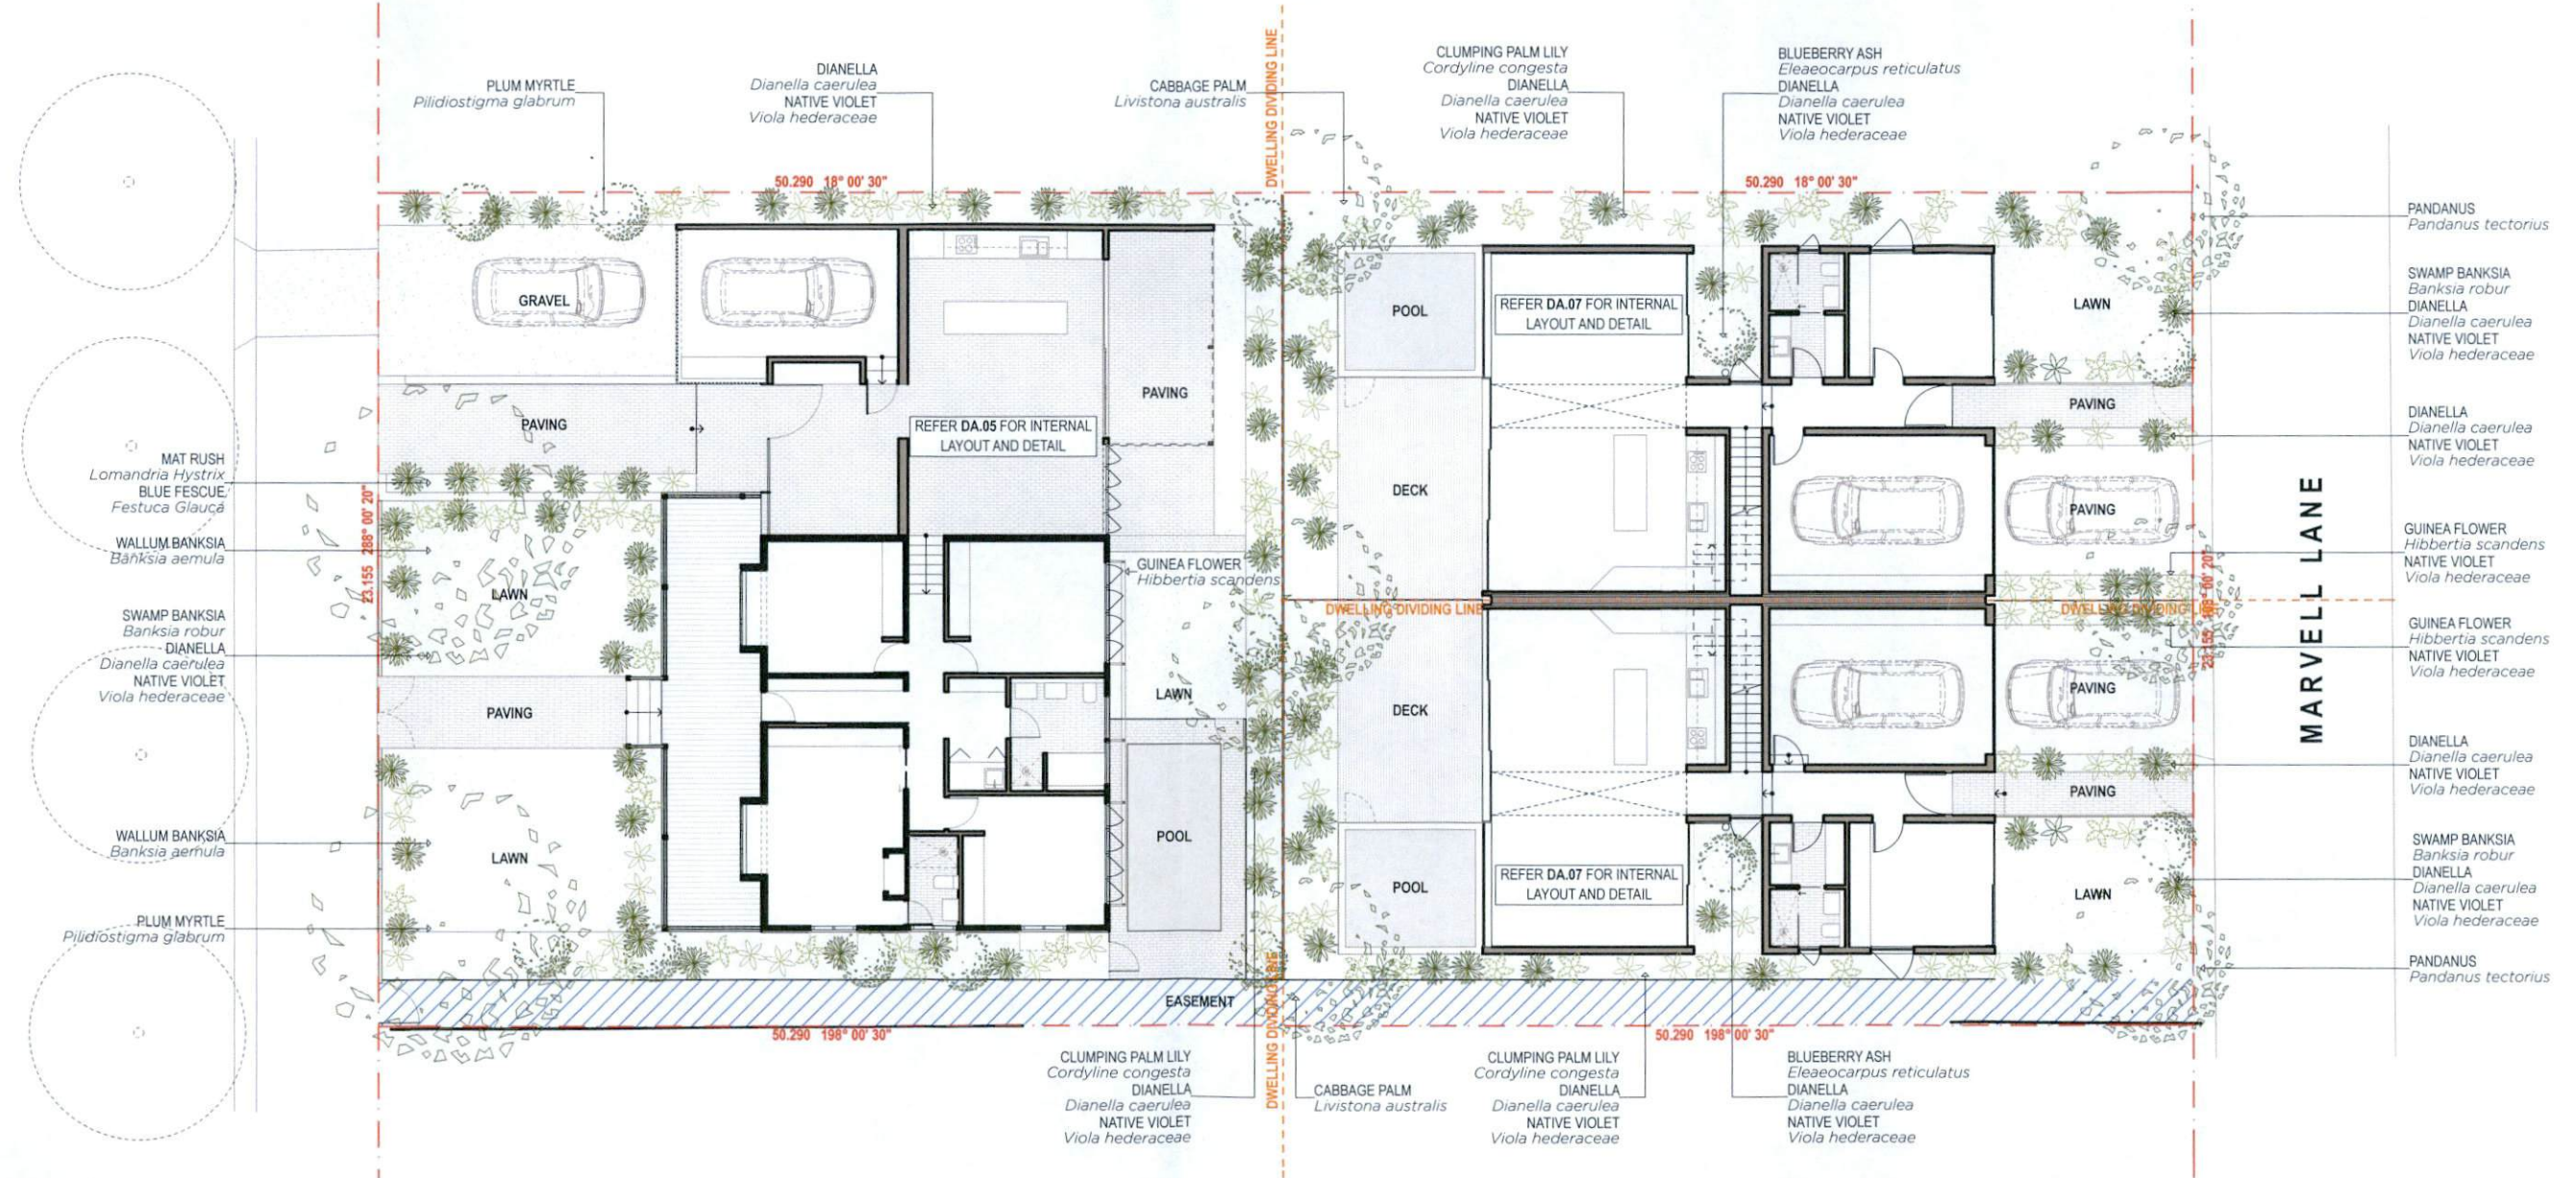 PLUM MYRTLE
Pilidiostigma glabrum
DIANELLA
Dianella caerulea
NATIVE VIOLET
Viola hederaceae
CABBAGE PALM
Livistona australis
DWELLING DIVIDING LINE
CLUMPING PALM LILY
Cordyline congesta
DIANELLA
Dianella caerulea
NATIVE VIOLET
Viola hederaceae
BLUEBERRY ASH
Eleaeocarpus reticulatus
DIANELLA
Dianella caerulea
NATIVE VIOLET
Viola hederaceae
50.290 18° 00' 30"
50.290 18° 00' 30"
MAT RUSH
Lomandria Hystrix
BLUE FESCUE
Festuca Glauca
WALLUM BANKSIA
Banksia aemula
SWAMP BANKSIA
Banksia robur
DIANELLA
Dianella caerulea
NATIVE VIOLET
Viola hederaceae
WALLUM BANKSIA
Banksia aemula
PLUM MYRTLE
Pilidiostigma glabrum
23.155 288° 00' 20"
GRAVEL
PAVING
LAWN
PAVING
LAWN
REFER DA.05 FOR INTERNAL
LAYOUT AND DETAIL
PAVING
GUINEA FLOWER
Hibbertia scandens
LAWN
POOL
EASEMENT
POOL
DECK
DWELLING DIVIDING LINE
DECK
POOL
REFER DA.07 FOR INTERNAL
LAYOUT AND DETAIL
REFER DA.07 FOR INTERNAL
LAYOUT AND DETAIL
LAWN
PAVING
PAVING
DWELLING DIVIDING LINE
PAVING
PAVING
LAWN
PANDANUS
Pandanus tectorius
SWAMP BANKSIA
Banksia robur
DIANELLA
Dianella caerulea
NATIVE VIOLET
Viola hederaceae
DIANELLA
Dianella caerulea
NATIVE VIOLET
Viola hederaceae
GUINEA FLOWER
Hibbertia scandens
NATIVE VIOLET
Viola hederaceae
GUINEA FLOWER
Hibbertia scandens
NATIVE VIOLET
Viola hederaceae
DIANELLA
Dianella caerulea
NATIVE VIOLET
Viola hederaceae
SWAMP BANKSIA
Banksia robur
DIANELLA
Dianella caerulea
NATIVE VIOLET
Viola hederaceae
PANDANUS
Pandanus tectorius
MARVELL LANE
50.290 198° 00' 30"
50.290 198° 00' 30"
CLUMPING PALM LILY
Cordyline congesta
DIANELLA
Dianella caerulea
NATIVE VIOLET
Viola hederaceae
DWELLING DIVIDING LINE
CABBAGE PALM
Livistona australis
CLUMPING PALM LILY
Cordyline congesta
DIANELLA
Dianella caerulea
NATIVE VIOLET
Viola hederaceae
BLUEBERRY ASH
Eleaeocarpus reticulatus
DIANELLA
Dianella caerulea
NATIVE VIOLET
Viola hederaceae